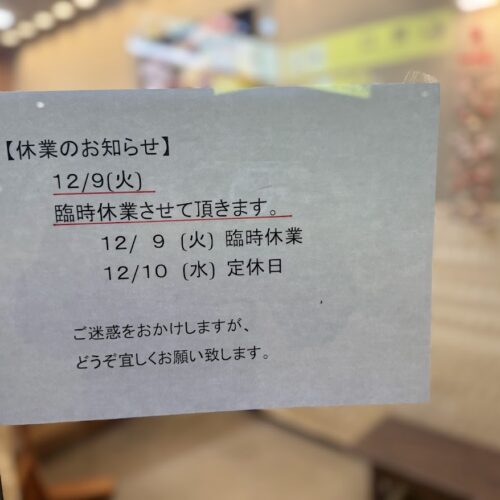 【休業のお知らせ】
12/9(火)
臨時休業させて頂きます。
12/ 9 (火) 臨時休業
12/10 (水) 定休日
ご迷惑をおかけしますが、
どうぞ宜しくお願い致します。